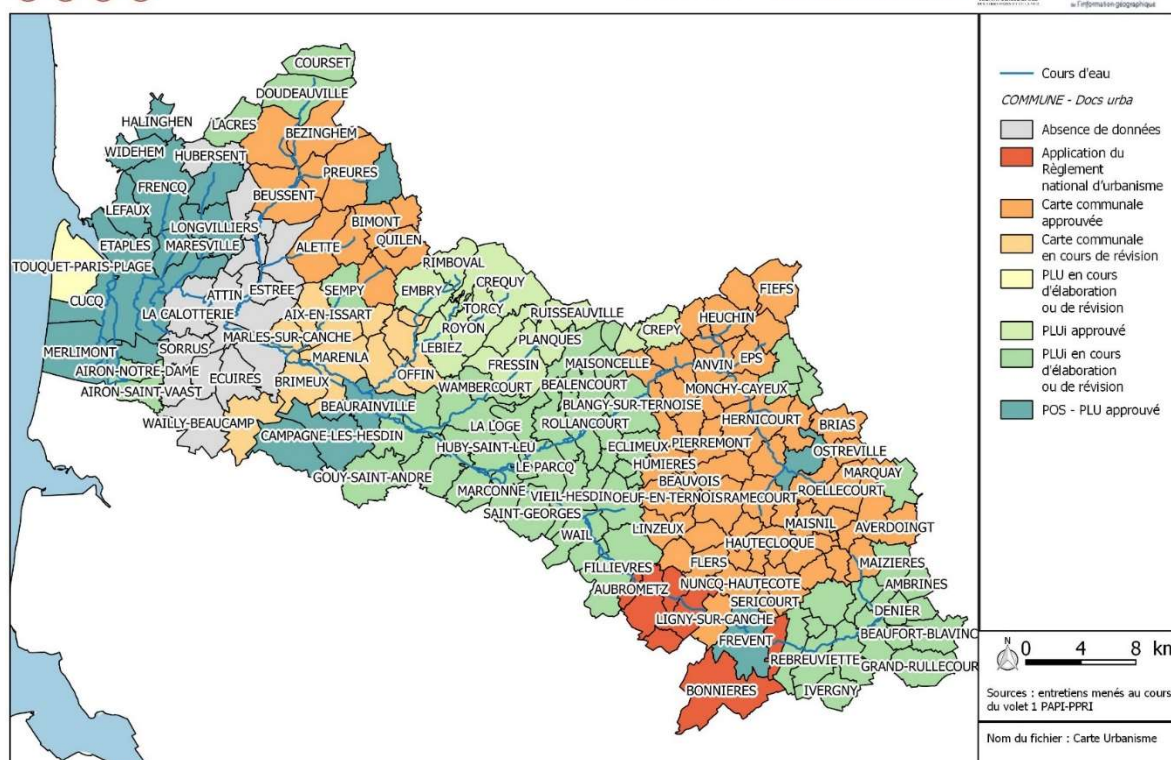 de l'information géographique
COURSET
DOUDEAUVILLE
HALINGHEN
LACRES
BEZINGHEM
WIDEHEM
HUBERSENT
PREURES
FRENCQ
BEUSSENT
LEFAUX
LONGVILLIERS
BIMONT
ETAPLES
MARESVILLE
ALETTE
QUILEN
TOUQUET-PARIS-PLAGE
RIMBOVAL
ESTREE
SEMPY
EMBRY
CREQUY
FIEFS
CUCQ
ATTIN
LA CALOTTERIE
AIX-EN-ISSART
TORCY
RUISSEAUVILLE
HEUCHIN
ROYON
CREPY
MARLES-SUR-CANCHE
LEBIEZ
PLANQUES
MERLIMONT
SORRUS
MARENLA
FRESSIN
MAISONCELLE
ANVIN
EPS
AIRON-NOTRE-DAME
ECUIRES
BRIMEUX
OFFIN
WAMBERCOURT
BEALENCOURT
MONCHY-CAYEUX
AIRON-SAINT-VAAST
BEAURAINVILLE
BLANGY-SUR-TERNOISE
WAILLY-BEAUCAMP
LA LOGE
ROLLANCOURT
HERNICOURT
BRIAS
CAMPAGNE-LES-HESDIN
HUBY-SAINT-LEU
ECLIMEUX
PIERREMONT
OSTREVILLE
LE-PARCQ
HUMIERES
MARQUAY
GOUY-SAINT-ANDRE
BEAUVOIS
ROELLECOURT
MARCONNE
VIEIL-HESDIN
OEUF-EN-TERNOIS
RAMECOURT
SAINT-GEORGES
LINZEUX
MAISNIL
AVERDOINGT
WAIL
HAUTECLOQUE
FILLIEVRES
FLERS
MAIZIERES
AUBROMETZ
NUNCQ-HAUTECOTE
AMBRINES
SERICOURT
DENIER
LIGNY-SUR-CANCHE
FREVENT
BEAUFORT-BLAVINC
REBREUVIETTE
GRAND-RULLECOUR
BONNIERES
IVERGNY
Cours d'eau
COMMUNE - Docs urba
Absence de données
Application du
Règlement
national d'urbanisme
Carte communale
approuvée
Carte communale
en cours de révision
PLU en cours
d'élaboration
ou de révision
PLUi approuvé
PLUi en cours
d'élaboration
ou de révision
POS - PLU approuvé
N
0 4 8 km
Sources : entretiens menés au cours
du volet 1 PAPI-PPRI
Nom du fichier : Carte Urbanisme